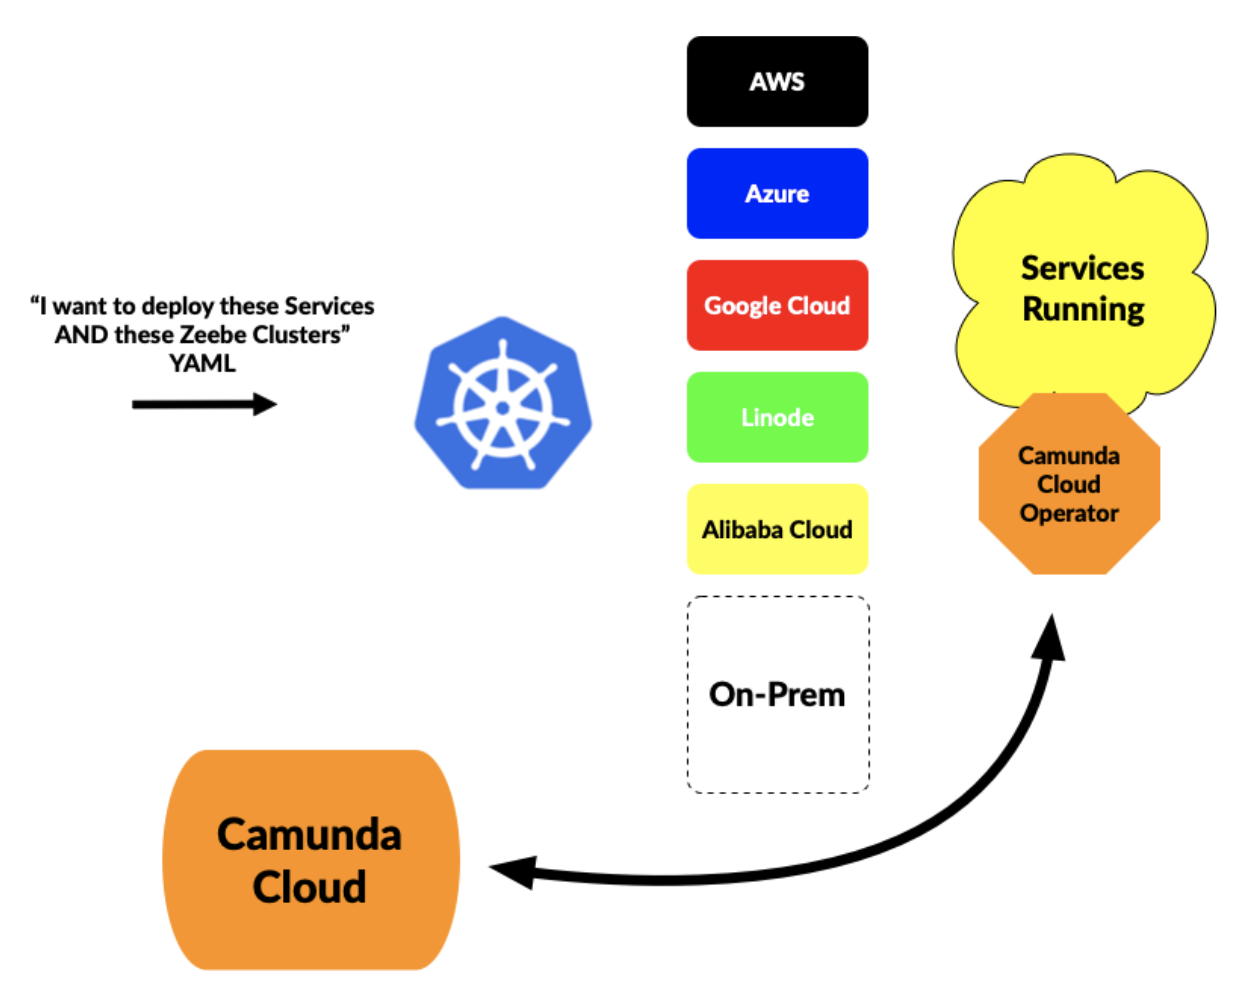 “I want to deploy these Services
AND these Zeebe Clusters”
YAML
AWS
Azure
Google Cloud
Linode
Alibaba Cloud
On-Prem
Services
Running
Camunda
Cloud
Operator
Camunda
Cloud